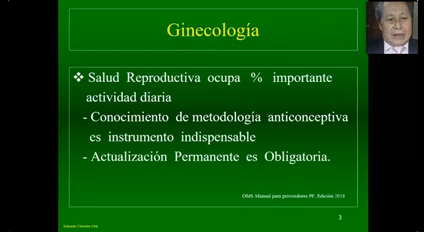 Ginecología
❖ Salud Reproductiva ocupa % importante
actividad diaria
- Conocimiento de metodología anticonceptiva
es instrumento indispensable
- Actualización Permanente es Obligatoria.
OMS-Manual para proveedores PF. Edición 2018
3